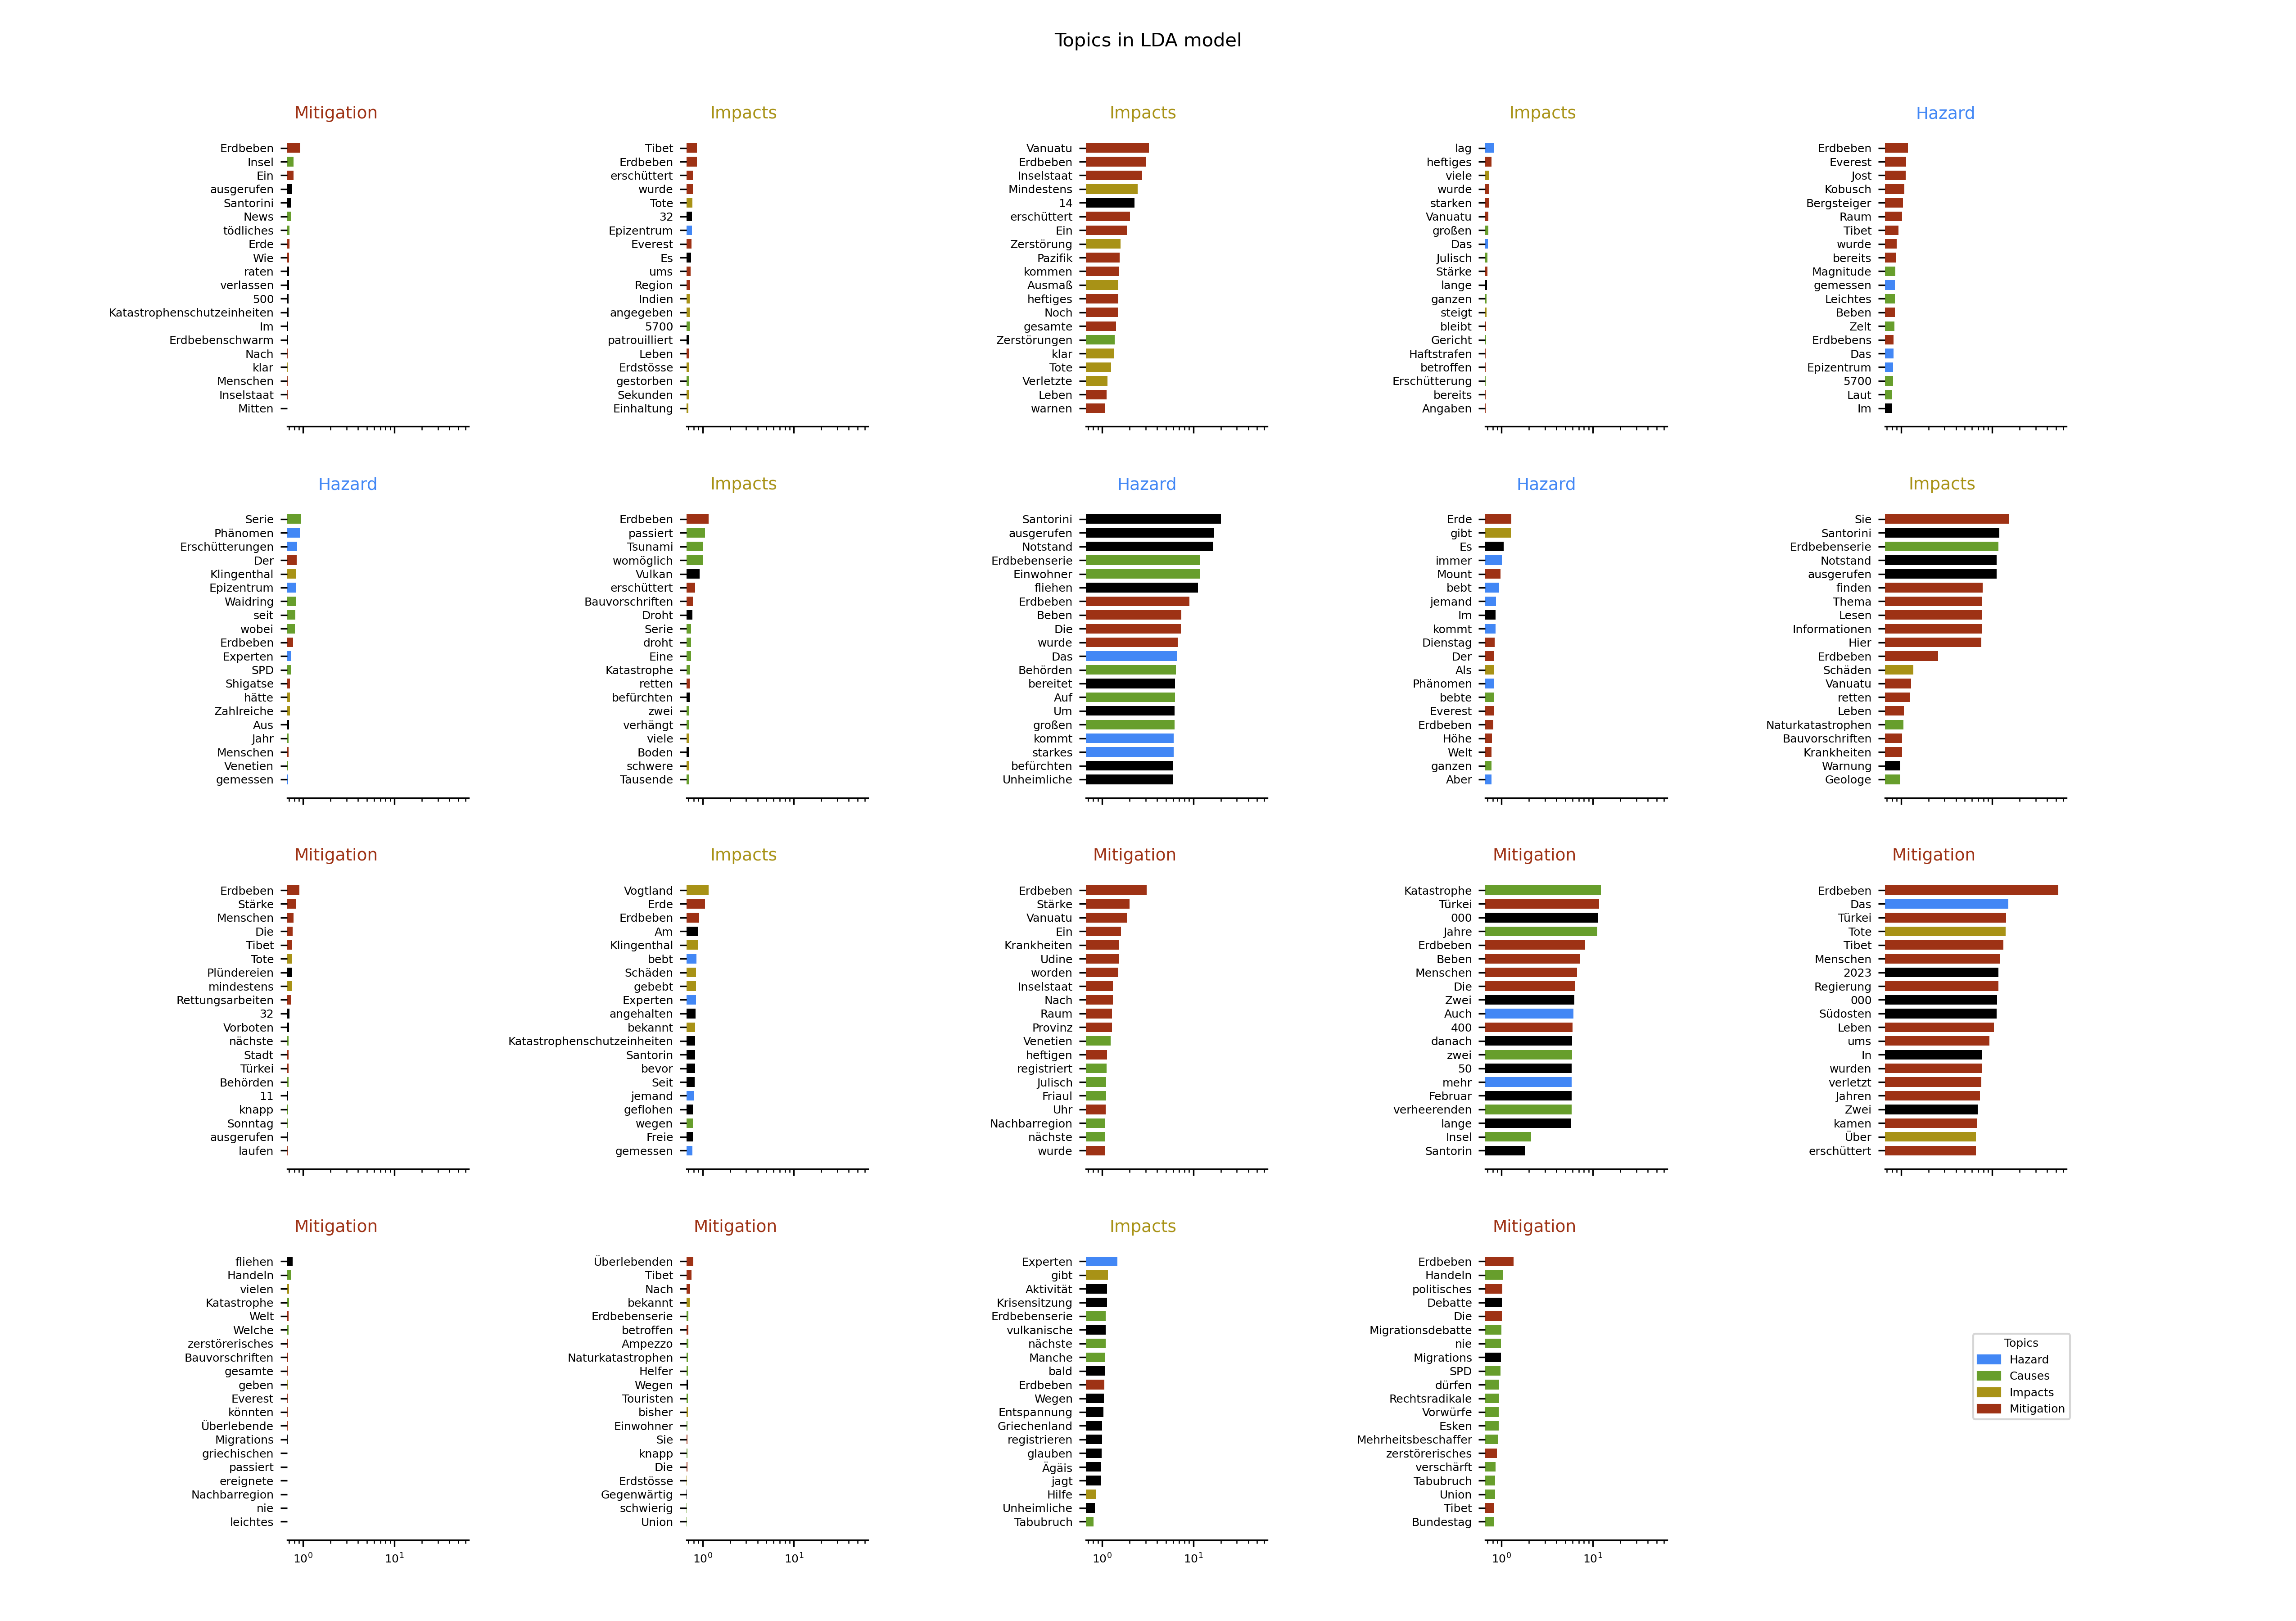 Topics in LDA model
Mitigation
Erdbeben
Insel
Ein
ausgerufen
Santorini
News
tödliches
Erde
Wie
raten
verlassen
500
Katastrophenschutzeinheiten
Im
Erdbebenschwarm
Nach
klar
Menschen
Inselstaat
Mitten
Impacts
Tibet
Erdbeben
erschüttert
wurde
Tote
32
Epizentrum
Everest
Es
ums
Region
Indien
angegeben
5700
patrouilliert
Leben
Erdstösse
gestorben
Sekunden
Einhaltung
Impacts
Vanuatu
Erdbeben
Inselstaat
Mindestens
14
erschüttert
Ein
Zerstörung
Pazifik
kommen
Ausmaß
heftiges
Noch
gesamte
Zerstörungen
klar
Tote
Verletzte
Leben
warnen
Impacts
lag
heftiges
viele
wurde
starken
Vanuatu
großen
Das
Julisch
Stärke
lange
ganzen
steigt
bleibt
Gericht
Haftstrafen
betroffen
Erschütterung
bereits
Angaben
Hazard
Erdbeben
Everest
Jost
Kobusch
Bergsteiger
Raum
Tibet
wurde
bereits
Magnitude
gemessen
Leichtes
Beben
Zelt
Erdbebens
Das
Epizentrum
5700
Laut
Im
Hazard
Serie
Phänomen
Erschütterungen
Der
Klingenthal
Epizentrum
Waidring
seit
wobei
Erdbeben
Experten
SPD
Shigatse
hätte
Zahlreiche
Aus
Jahr
Menschen
Venetien
gemessen
Impacts
Erdbeben
passiert
Tsunami
womöglich
Vulkan
erschüttert
Bauvorschriften
Droht
Serie
droht
Eine
Katastrophe
retten
befürchten
zwei
verhängt
viele
Boden
schwere
Tausende
Hazard
Santorini
ausgerufen
Notstand
Erdbebenserie
Einwohner
fliehen
Erdbeben
Beben
Die
wurde
Das
Behörden
bereitet
Auf
Um
großen
kommt
starkes
befürchten
Unheimliche
Hazard
Erde
gibt
Es
immer
Mount
bebt
jemand
Im
kommt
Dienstag
Der
Als
Phänomen
bebte
Everest
Erdbeben
Höhe
Welt
ganzen
Aber
Impacts
Sie
Santorini
Erdbebenserie
Notstand
ausgerufen
finden
Thema
Lesen
Informationen
Hier
Erdbeben
Schäden
Vanuatu
retten
Leben
Naturkatastrophen
Bauvorschriften
Krankheiten
Warnung
Geologe
Mitigation
Erdbeben
Stärke
Menschen
Die
Tibet
Tote
Plündereien
mindestens
Rettungsarbeiten
32
Vorboten
nächste
Stadt
Türkei
Behörden
11
knapp
Sonntag
ausgerufen
laufen
Impacts
Vogtland
Erde
Erdbeben
Am
Klingenthal
bebt
Schäden
gebebt
Experten
angehalten
bekannt
Katastrophenschutzeinheiten
Santorin
bevor
Seit
jemand
geflohen
wegen
Freie
gemessen
Mitigation
Erdbeben
Stärke
Vanuatu
Ein
Krankheiten
Udine
worden
Inselstaat
Nach
Raum
Provinz
Venetien
heftigen
registriert
Julisch
Friaul
Uhr
Nachbarregion
nächste
wurde
Mitigation
Katastrophe
Türkei
000
Jahre
Erdbeben
Beben
Menschen
Die
Zwei
Auch
400
danach
zwei
50
mehr
Februar
verheerenden
lange
Insel
Santorin
Mitigation
Erdbeben
Das
Türkei
Tote
Tibet
Menschen
2023
Regierung
000
Südosten
Leben
ums
In
wurden
verletzt
Jahren
Zwei
kamen
Über
erschüttert
Mitigation
fliehen
Handeln
vielen
Katastrophe
Welt
Welche
zerstörerisches
Bauvorschriften
gesamte
geben
Everest
könnten
Überlebende
Migrations
griechischen
passiert
ereignete
Nachbarregion
nie
leichtes
10⁰ 10¹
Mitigation
Überlebenden
Tibet
Nach
bekannt
Erdbebenserie
betroffen
Ampezzo
Naturkatastrophen
Helfer
Wegen
Touristen
bisher
Einwohner
Sie
knapp
Die
Erdstösse
Gegenwärtig
schwierig
Union
10⁰ 10¹
Impacts
Experten
gibt
Aktivität
Krisensitzung
Erdbebenserie
vulkanische
nächste
Manche
bald
Erdbeben
Wegen
Entspannung
Griechenland
registrieren
glauben
Ägäis
jagt
Hilfe
Unheimliche
Tabubruch
10⁰ 10¹
Mitigation
Erdbeben
Handeln
politisches
Debatte
Die
Migrationsdebatte
nie
Migrations
SPD
dürfen
Rechtsradikale
Vorwürfe
Esken
Mehrheitsbeschaffer
zerstörerisches
verschärft
Tabubruch
Union
Tibet
Bundestag
10⁰ 10¹
Topics
Hazard
Causes
Impacts
Mitigation